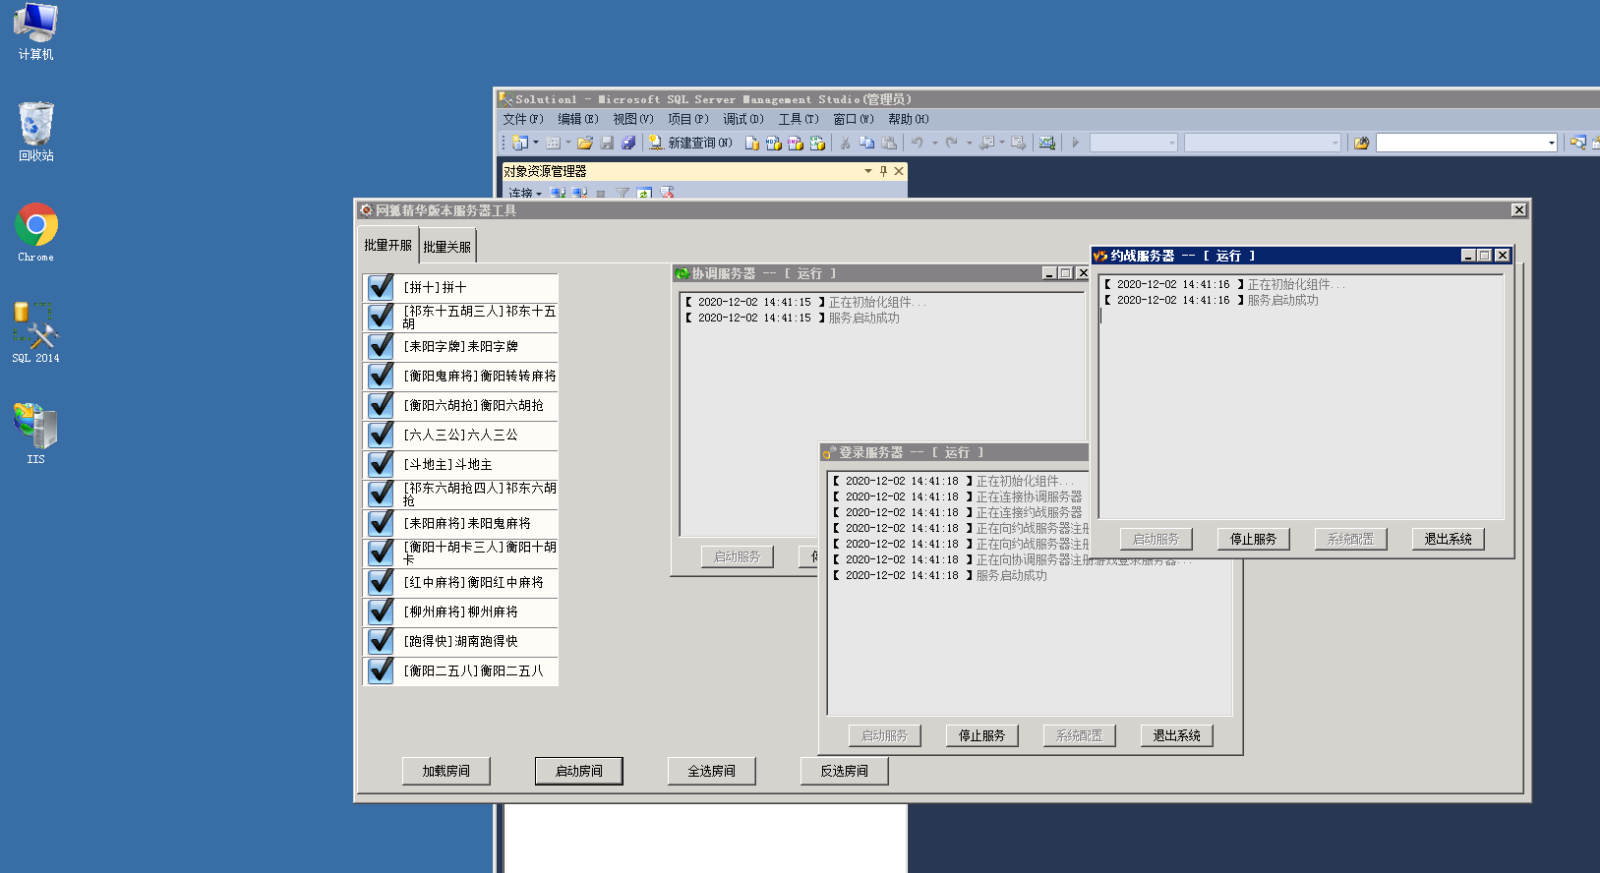 计算机
回收站
Chrome
SQL 2014
IIS
Solution1 - Microsoft SQL Server Management Studio(管理员)
文件(F) 编辑(E) 视图(V) 项目(P) 调试(D) 工具(T) 窗口(W) 帮助(H)
新建查询(N)
对象资源管理器
连接
网狐精华版本服务器工具
批量开服 批量关服
[拼十]拼十
[祁东十五胡三人]祁东十五
胡
[耒阳字牌]耒阳字牌
[衡阳鬼麻将]衡阳转转麻将
[衡阳六胡抢]衡阳六胡抢
[六人三公]六人三公
[斗地主]斗地主
[祁东六胡抢四人]祁东六胡
抢
[耒阳麻将]耒阳鬼麻将
[衡阳十胡卡三人]衡阳十胡
卡
[红中麻将]衡阳红中麻将
[柳州麻将]柳州麻将
[跑得快]湖南跑得快
[衡阳二五八]衡阳二五八
加载房间 启动房间 全选房间 反选房间
协调服务器 -- [ 运行 ]
【 2020-12-02 14:41:15 】正在初始化组件...
【 2020-12-02 14:41:15 】服务启动成功
启动服务
登录服务器 -- [ 运行 ]
【 2020-12-02 14:41:18 】正在初始化组件...
【 2020-12-02 14:41:18 】正在连接协调服务器
【 2020-12-02 14:41:18 】正在连接约战服务器
【 2020-12-02 14:41:18 】正在向约战服务器注册
【 2020-12-02 14:41:18 】正在向约战服务器注册
【 2020-12-02 14:41:18 】正在向协调服务器注册游戏登录服务器...
【 2020-12-02 14:41:18 】服务启动成功
启动服务 停止服务 系统配置 退出系统
约战服务器 -- [ 运行 ]
【 2020-12-02 14:41:16 】正在初始化组件...
【 2020-12-02 14:41:16 】服务启动成功
启动服务 停止服务 系统配置 退出系统